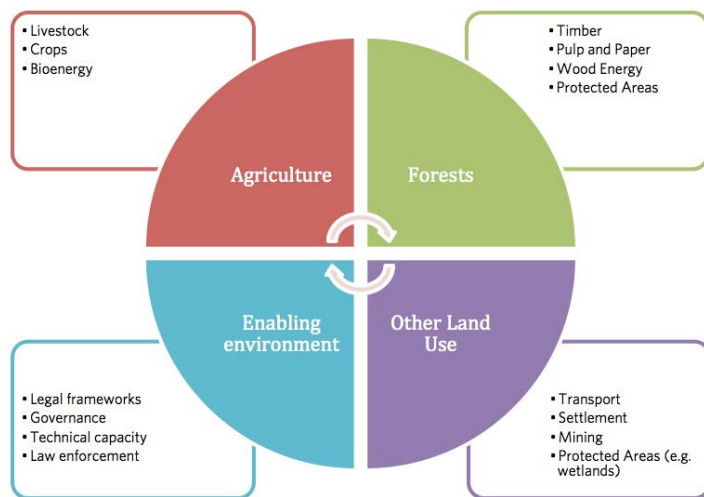 ▪ Livestock
▪ Crops
▪ Bioenergy
▪ Timber
▪ Pulp and Paper
▪ Wood Energy
▪ Protected Areas
Agriculture
Forests
Enabling
environment
Other Land
Use
▪ Legal frameworks
▪ Governance
▪ Technical capacity
▪ Law enforcement
▪ Transport
▪ Settlement
▪ Mining
▪ Protected Areas (e.g.
wetlands)